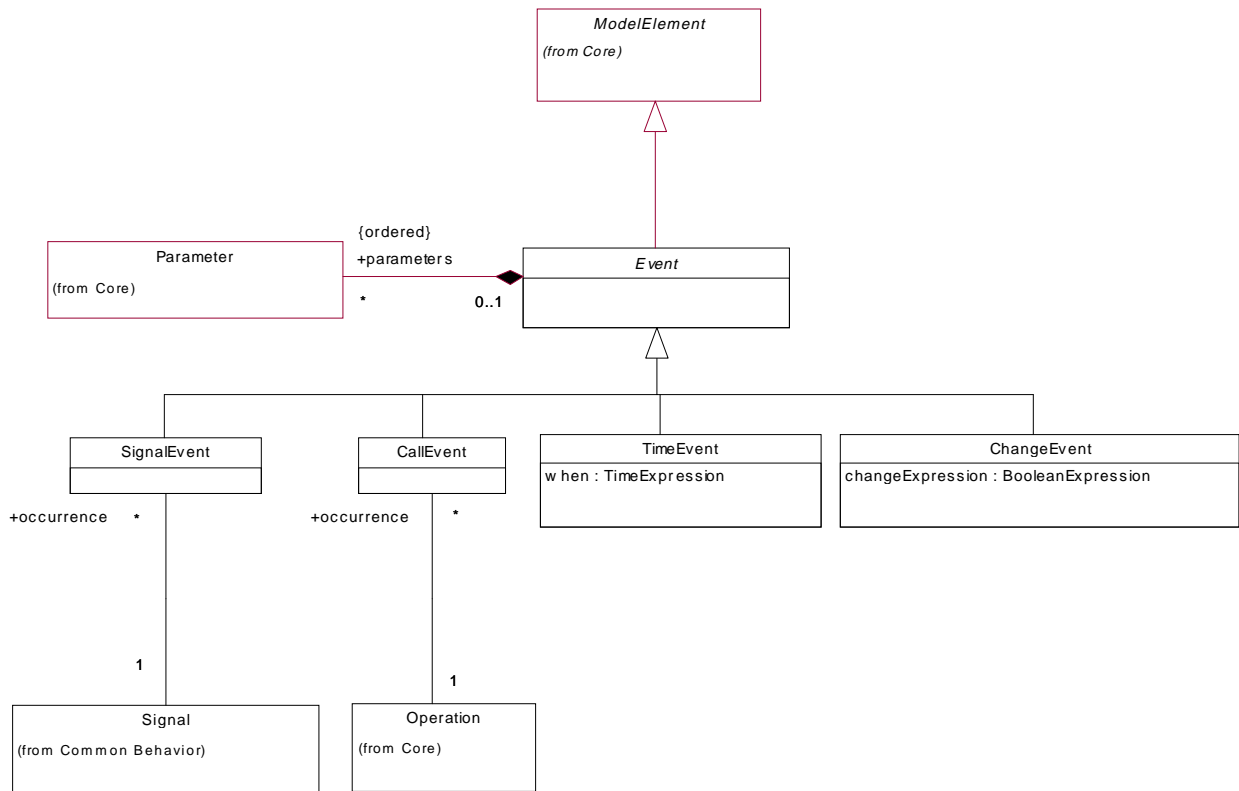 ModelElement
(from Core)
{ordered}
+parameters
Parameter
(from Core)
*
0..1
Event
SignalEvent
CallEvent
TimeEvent
when : TimeExpression
ChangeEvent
changeExpression : BooleanExpression
+occurrence *
+occurrence *
1
1
Signal
(from Common Behavior)
Operation
(from Core)